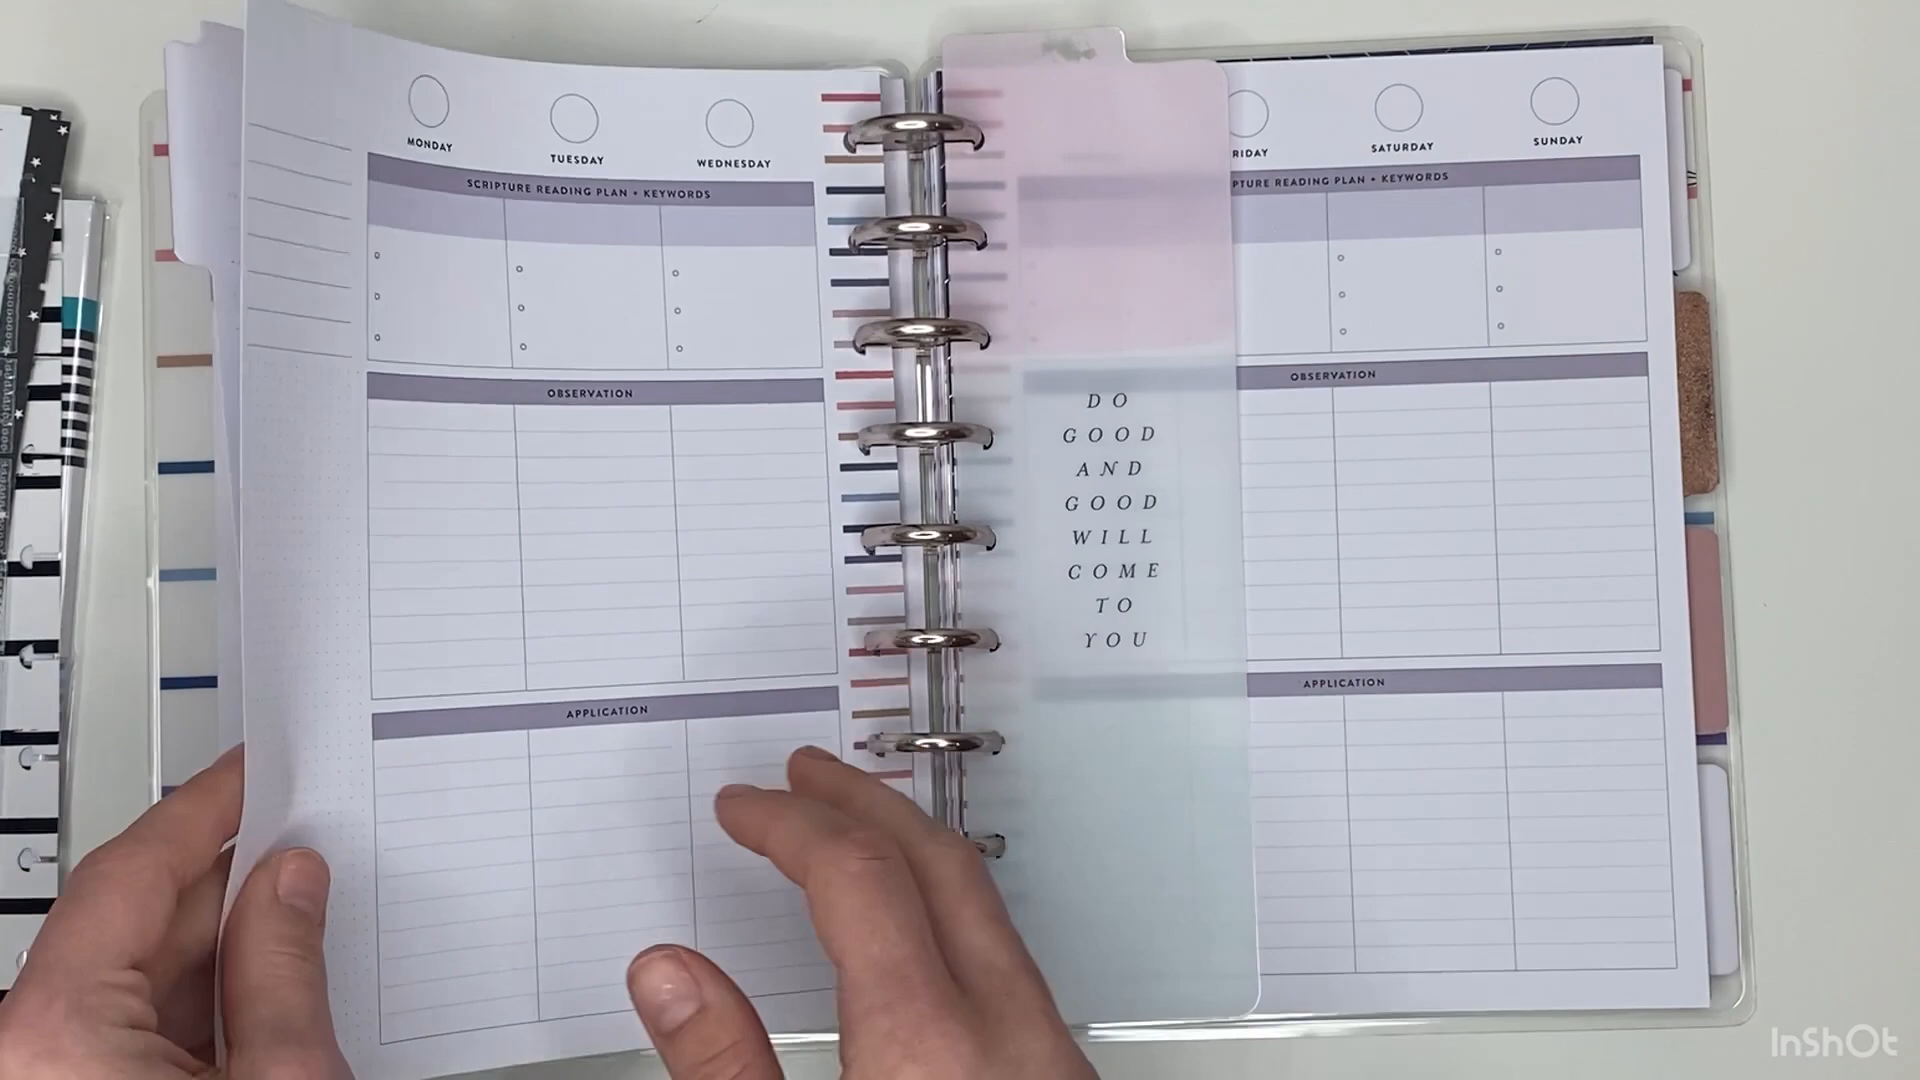 MONDAY
TUESDAY
WEDNESDAY
SCRIPTURE READING PLAN + KEYWORDS
OBSERVATION
APPLICATION
DO
GOOD
AND
GOOD
WILL
COME
TO
YOU
RIDAY
SATURDAY
SUNDAY
PTURE READING PLAN + KEYWORDS
OBSERVATION
APPLICATION
InShOt